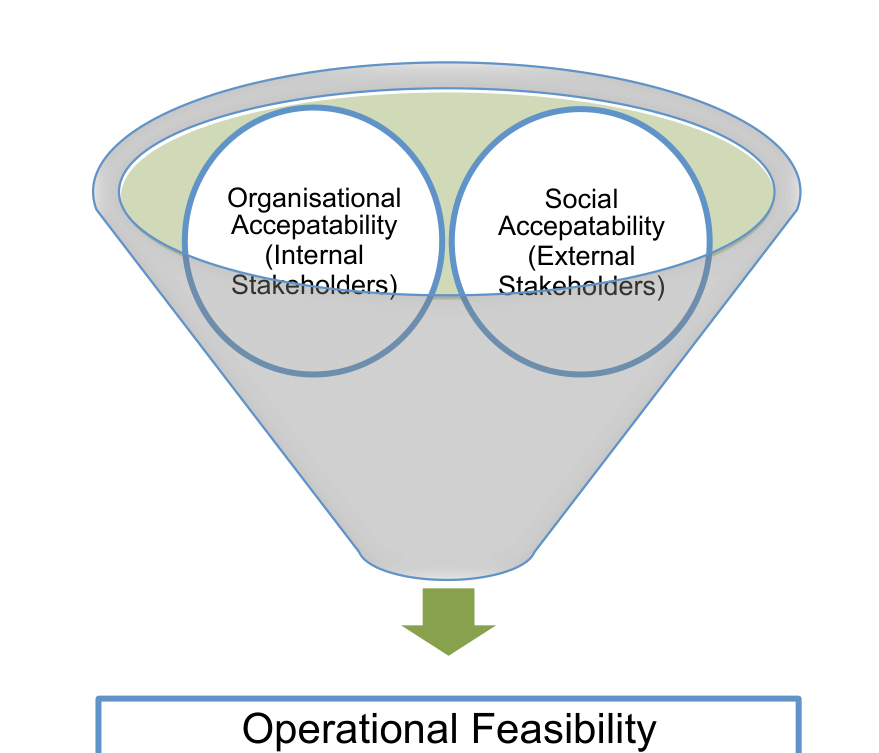 Organisational
Accepatability
(Internal
Stakeholders)
Social
Accepatability
(External
Stakeholders)
Operational Feasibility